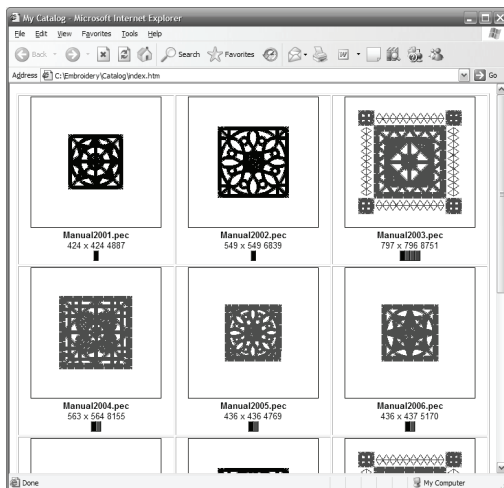 My Catalog - Microsoft Internet Explorer
File Edit View Favorites Tools Help
Back Search Favorites
Address C:\Embroidery\Catalog\index.htm Go
Manual2001.pec Manual2002.pec Manual2003.pec
424 x 424 4887 549 x 549 6839 797 x 796 8751
Manual2004.pec Manual2005.pec Manual2006.pec
563 x 564 8155 436 x 436 4769 436 x 437 5170
Done My Computer